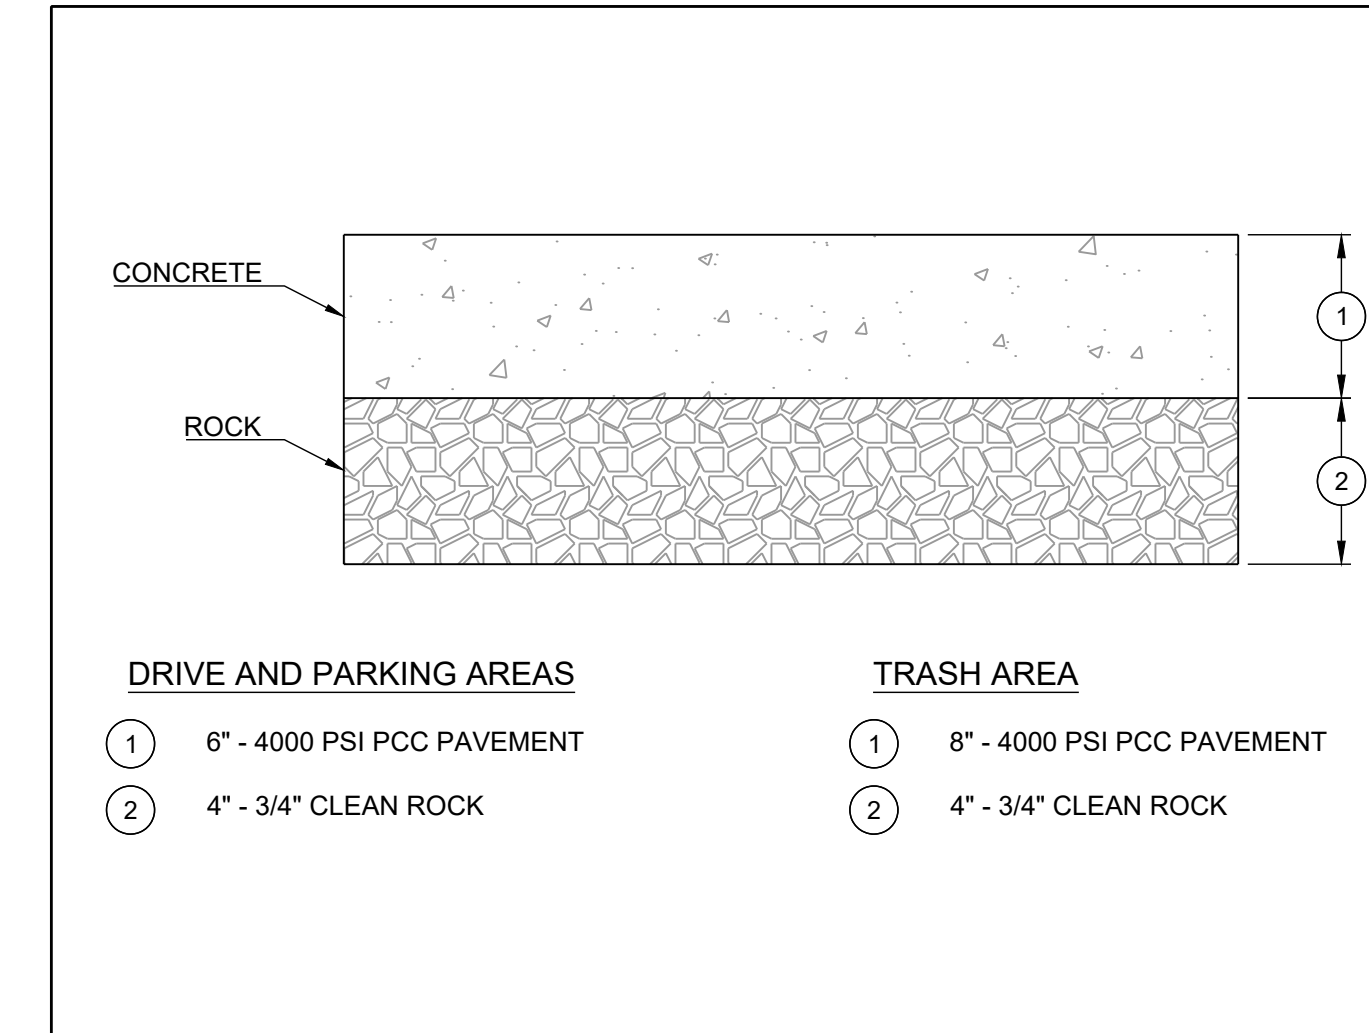 CONCRETE
1
ROCK
2
DRIVE AND PARKING AREAS
1 6" - 4000 PSI PCC PAVEMENT
2 4" - 3/4" CLEAN ROCK
TRASH AREA
1 8" - 4000 PSI PCC PAVEMENT
2 4" - 3/4" CLEAN ROCK